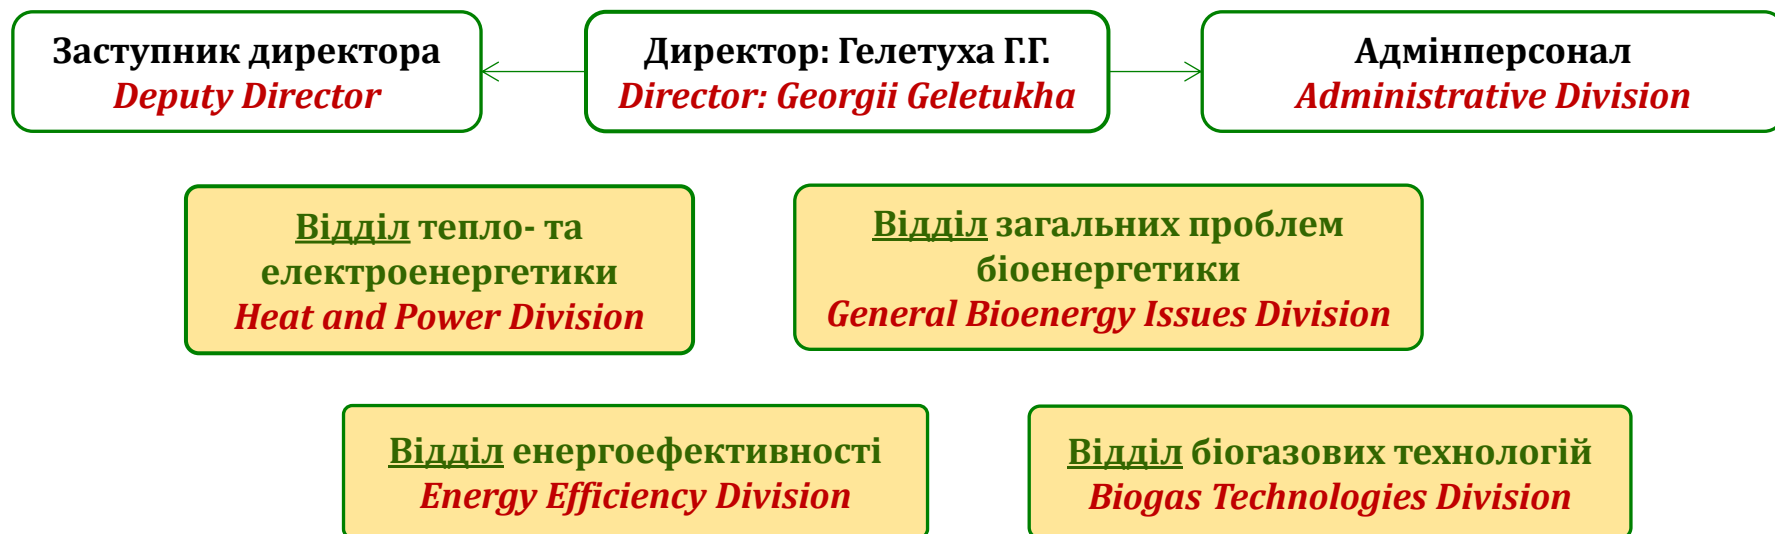 Заступник директора
Deputy Director
Директор: Гелетуха Г.Г.
Director: Georgii Geletukha
Адмінперсонал
Administrative Division
Відділ тепло- та
електроенергетики
Heat and Power Division
Відділ загальних проблем
біоенергетики
General Bioenergy Issues Division
Відділ енергоефективності
Energy Efficiency Division
Відділ біогазових технологій
Biogas Technologies Division